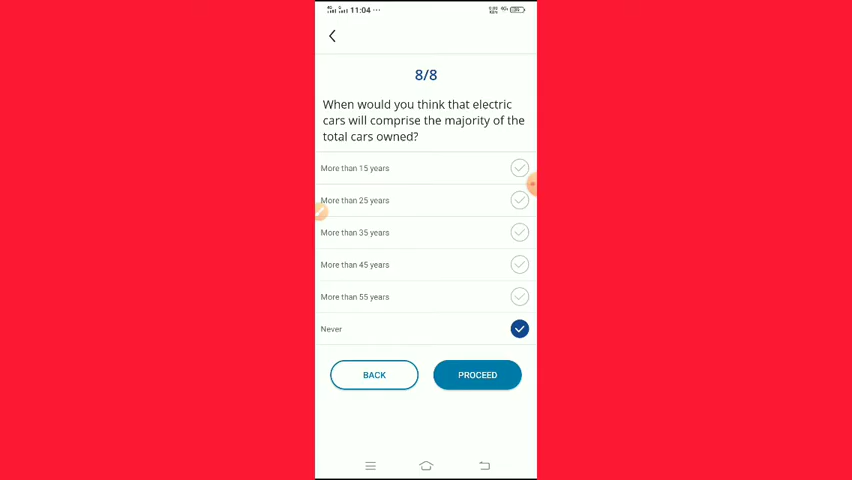 11:04 ...
8/8
When would you think that electric
cars will comprise the majority of the
total cars owned?
More than 15 years
More than 25 years
More than 35 years
More than 45 years
More than 55 years
Never
BACK
PROCEED